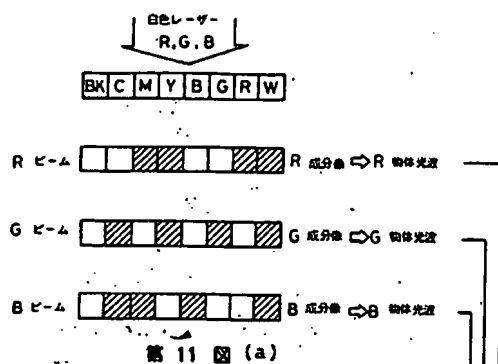 白色レーザー
R,G,B
BK C M Y B G R W
R ビーム R 成分像 ⇨R 物体光波
G ビーム G 成分像 ⇨G 物体光波
B ビーム B 成分像 ⇨B 物体光波
第 11 図 (a)